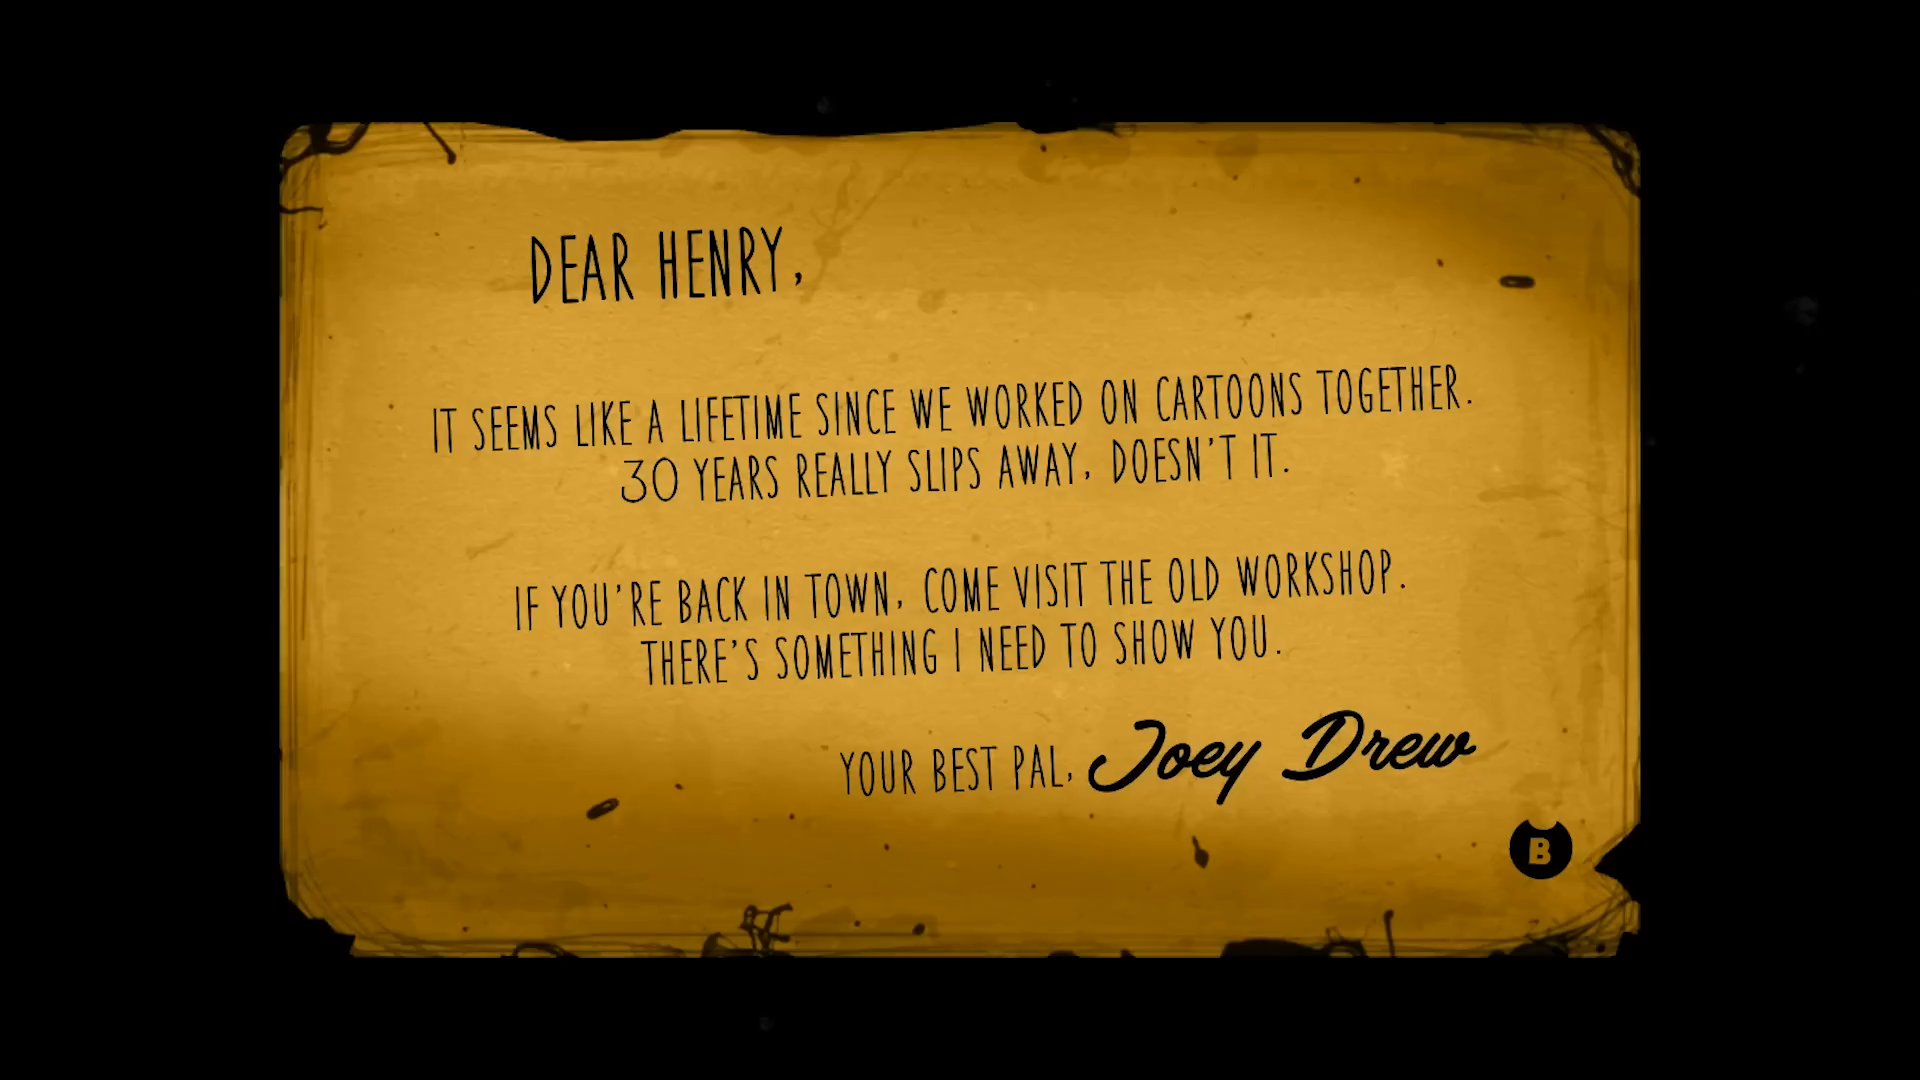 DEAR HENRY,
IT SEEMS LIKE A LIFETIME SINCE WE WORKED ON CARTOONS TOGETHER.
30 YEARS REALLY SLIPS AWAY, DOESN'T IT.
IF YOU'RE BACK IN TOWN, COME VISIT THE OLD WORKSHOP.
THERE'S SOMETHING I NEED TO SHOW YOU.
YOUR BEST PAL, Joey Drew
B